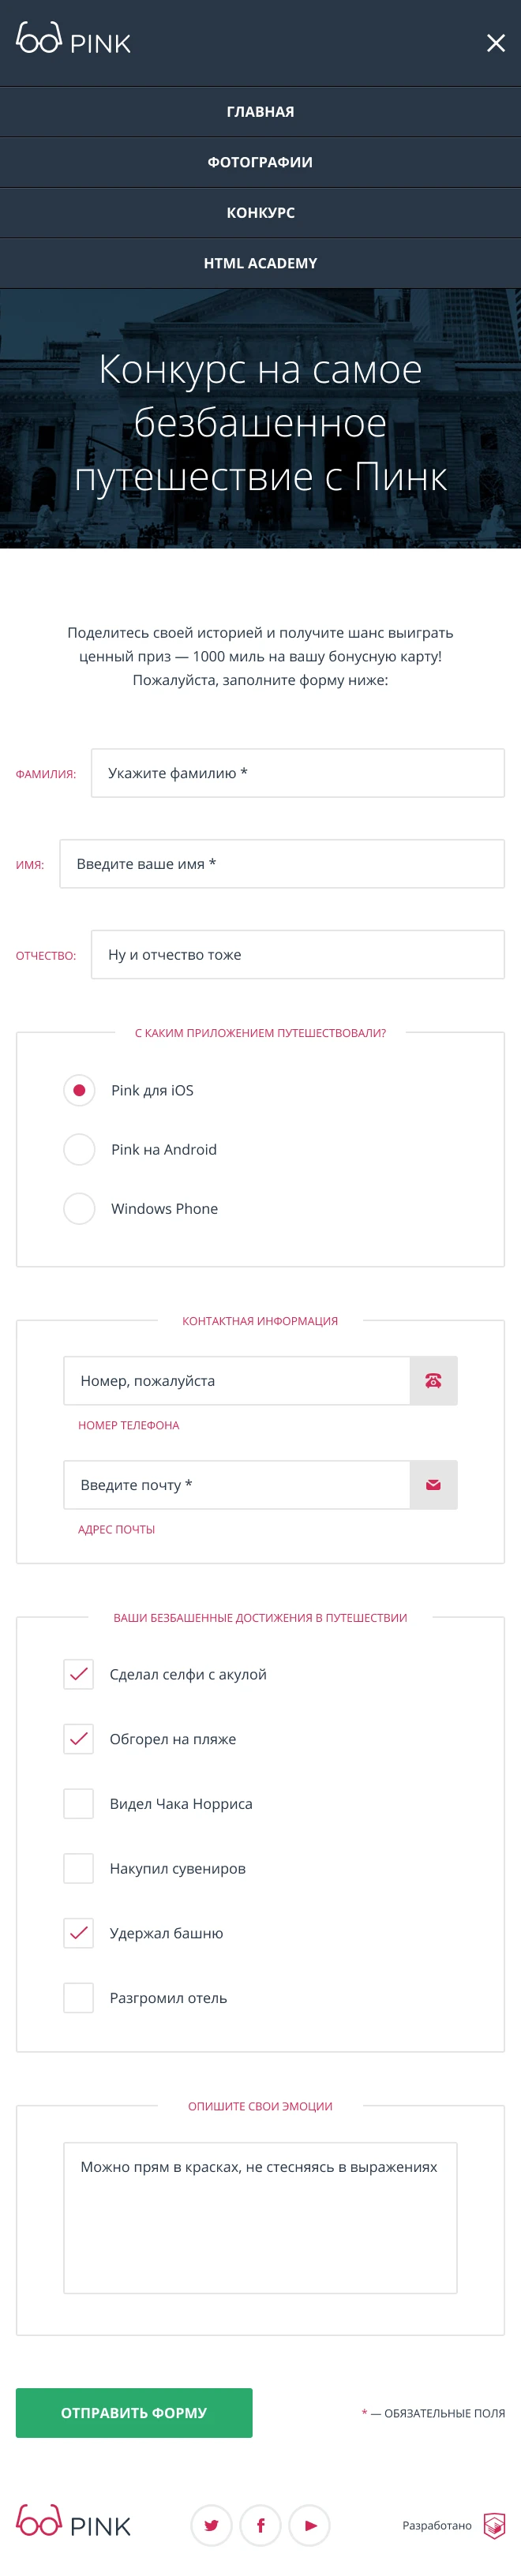 PINK
ГЛАВНАЯ
ФОТОГРАФИИ
КОНКУРС
HTML ACADEMY
Конкурс на самое
безбашенное
путешествие с Пинк
Поделитесь своей историей и получите шанс выиграть
ценный приз — 1000 миль на вашу бонусную карту!
Пожалуйста, заполните форму ниже:
ФАМИЛИЯ: Укажите фамилию *
ИМЯ: Введите ваше имя *
ОТЧЕСТВО: Ну и отчество тоже
С КАКИМ ПРИЛОЖЕНИЕМ ПУТЕШЕСТВОВАЛИ?
Pink для iOS
Pink на Android
Windows Phone
КОНТАКТНАЯ ИНФОРМАЦИЯ
Номер, пожалуйста
НОМЕР ТЕЛЕФОНА
Введите почту *
АДРЕС ПОЧТЫ
ВАШИ БЕЗБАШЕННЫЕ ДОСТИЖЕНИЯ В ПУТЕШЕСТВИИ
Сделал селфи с акулой
Обгорел на пляже
Видел Чака Норриса
Накупил сувениров
Удержал башню
Разгромил отель
ОПИШИТЕ СВОИ ЭМОЦИИ
Можно прям в красках, не стесняясь в выражениях
ОТПРАВИТЬ ФОРМУ * — ОБЯЗАТЕЛЬНЫЕ ПОЛЯ
PINK Разработано